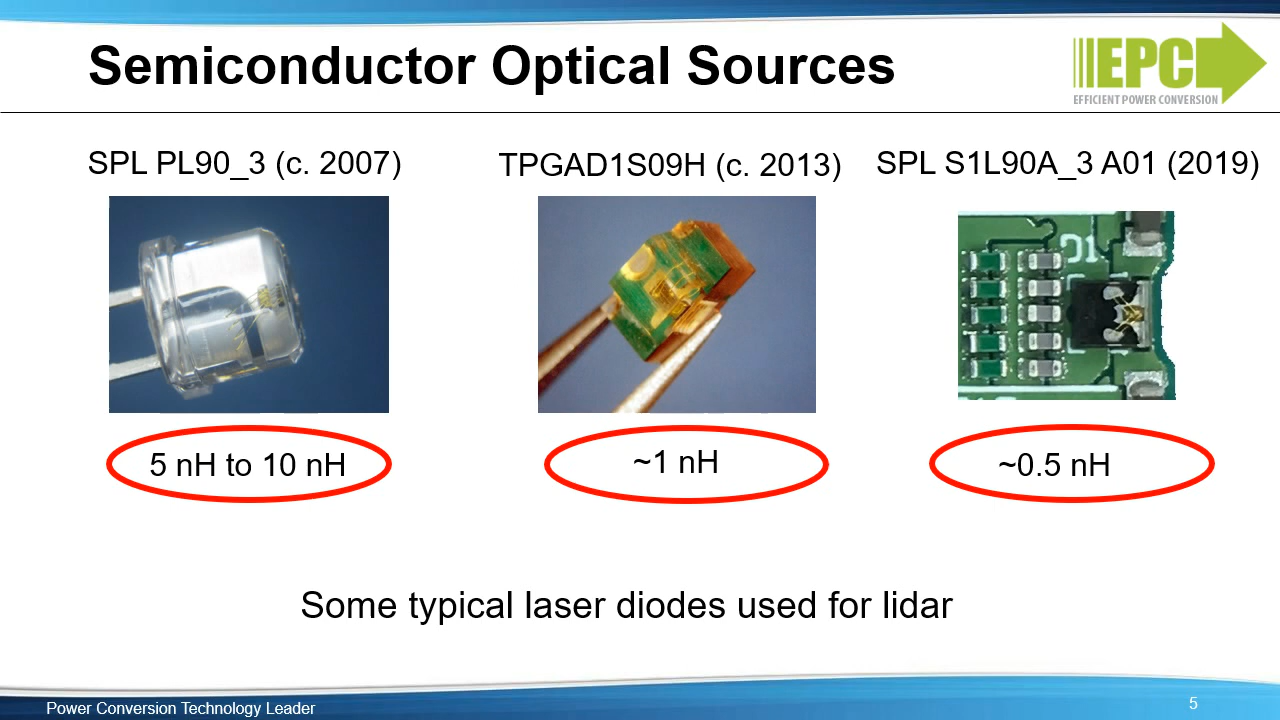 Semiconductor Optical Sources
EPC
EFFICIENT POWER CONVERSION
SPL PL90_3 (c. 2007)
TPGAD1S09H (c. 2013)
SPL S1L90A_3 A01 (2019)
D1
5 nH to 10 nH
~1 nH
~0.5 nH
Some typical laser diodes used for lidar
Power Conversion Technology Leader
5